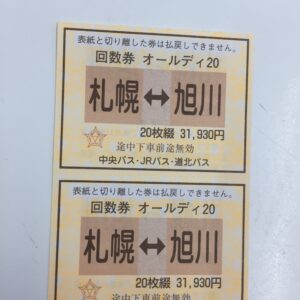 表紙と切り離した券は払戻しできません。
回数券 オールディ20
札幌↔旭川
20枚綴 31,930円
途中下車前途無効
中央バス・JRバス・道北バス
表紙と切り離した券は払戻しできません。
回数券 オールディ20
札幌↔旭川
20枚綴 31,930円
途中下車前途無効